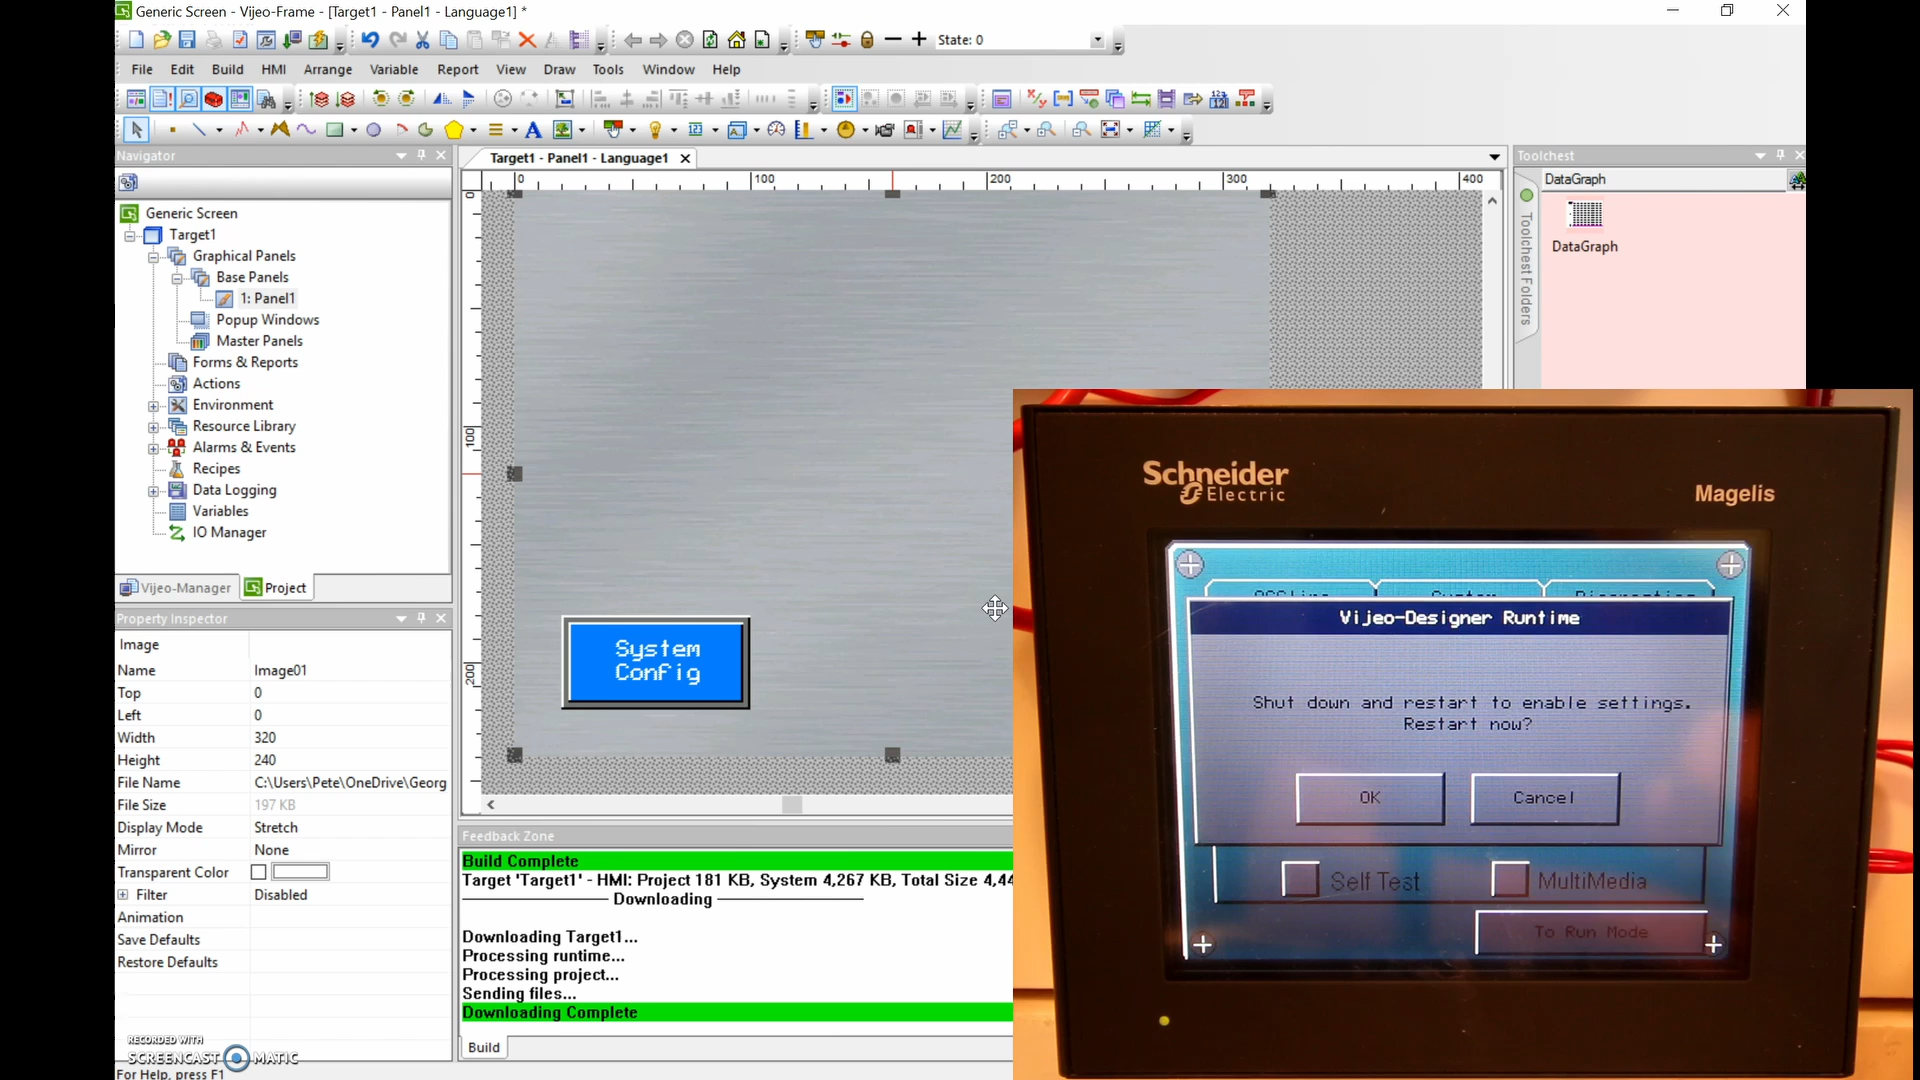 Generic Screen - Vijeo-Frame - [Target1 - Panel1 - Language1] *
State: 0
File Edit Build HMI Arrange Variable Report View Draw Tools Window Help
Navigator
Generic Screen
Target1
Graphical Panels
Base Panels
1: Panel1
Popup Windows
Master Panels
Forms & Reports
Actions
Environment
Resource Library
Alarms & Events
Recipes
Data Logging
Variables
IO Manager
Vijeo-Manager Project
Property Inspector
Image
Name Image01
Top 0
Left 0
Width 320
Height 240
File Name C:\Users\Pete\OneDrive\Georg
File Size 197 KB
Display Mode Stretch
Mirror None
Transparent Color
Filter Disabled
Animation
Save Defaults
Restore Defaults
RECORDED WITH
SCREENCAST MATIC
For Help, press F1
Target1 - Panel1 - Language1
0 100 200 300 400
0
100
200
System
Config
Feedback Zone
Build Complete
Target 'Target1' - HMI: Project 181 KB, System 4,267 KB, Total Size 4,44
Downloading
Downloading Target1...
Processing runtime...
Processing project...
Sending files...
Downloading Complete
Build
Toolchest
DataGraph
Toolchest Folders
DataGraph
Schneider
Electric
Magelis
Vijeo-Designer Runtime
Shut down and restart to enable settings.
Restart now?
OK Cancel
Self Test MultiMedia
To Run Mode